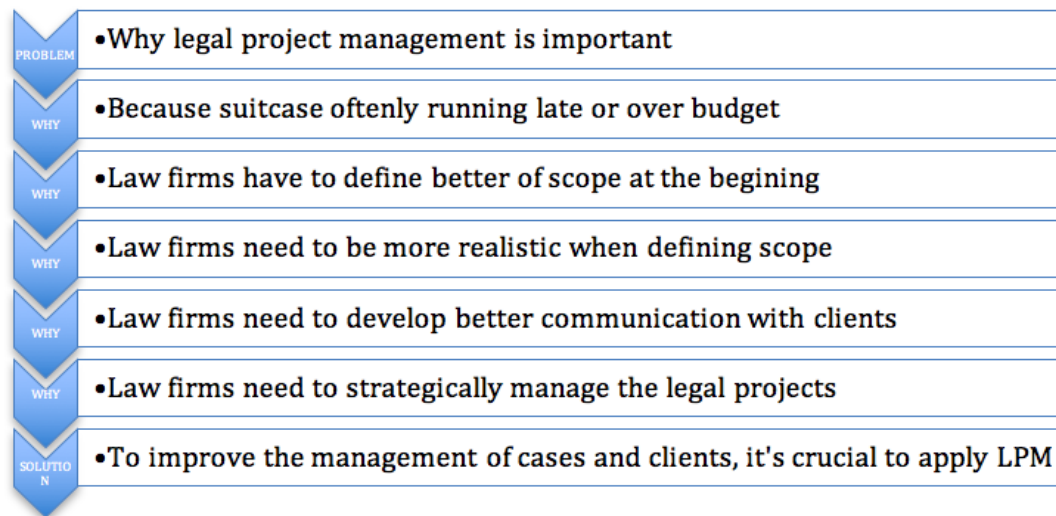 PROBLEM
•Why legal project management is important
WHY
•Because suitcase oftenly running late or over budget
WHY
•Law firms have to define better of scope at the begining
WHY
•Law firms need to be more realistic when defining scope
WHY
•Law firms need to develop better communication with clients
WHY
•Law firms need to strategically manage the legal projects
SOLUTIO
N
•To improve the management of cases and clients, it's crucial to apply LPM